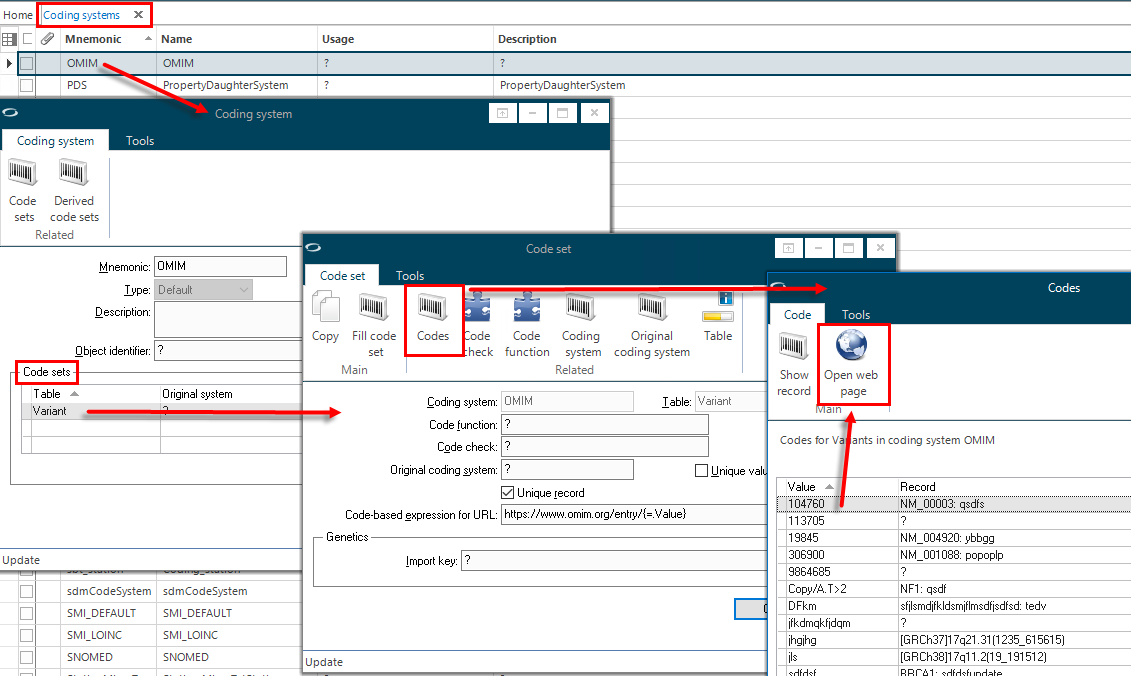 Home
Coding systems
Mnemonic Name Usage Description
OMIM OMIM ? ?
PDS PropertyDaughterSystem ? PropertyDaughterSystem
Coding system
Coding system Tools
Code sets
Derived code sets
Related
Mnemonic: OMIM
Type: Default
Description:
Object identifier: ?
Code sets
Table Original system
Variant ?
Update
Code set
Code set Tools
Copy
Fill code set
Codes
Code check
Code function
Coding system
Original coding system
Table
Main
Related
Coding system: OMIM Table: Variant
Code function: ?
Code check: ?
Original coding system: ? Unique valu
Unique record
Code-based expression for URL: https://www.omim.org/entry/{=.Value}
Genetics
Import key: ?
Update
Codes
Code Tools
Show record
Open web page
Main
Codes for Variants in coding system OMIM
Value Record
104760 NM_00003: qsdfs
113705 ?
19845 NM_004920: ybbgg
306900 NM_001088: popoplp
9864685 ?
Copy/A.T>2 NF1: qsdf
DFkm sfjlsmdjfkldsmjflmsdfjsdfsd: tedv
jfkdmqkfjdqm ?
jhgjhg [GRCh37]17q21.31(1235_615615)
jls [GRCh38]17q11.2(19_191512)
sdfdsf BRCA1: sdfdsfupdate
sdmCodeSystem sdmCodeSystem
SMI_DEFAULT SMI_DEFAULT
SMI_LOINC SMI_LOINC
SNOMED SNOMED